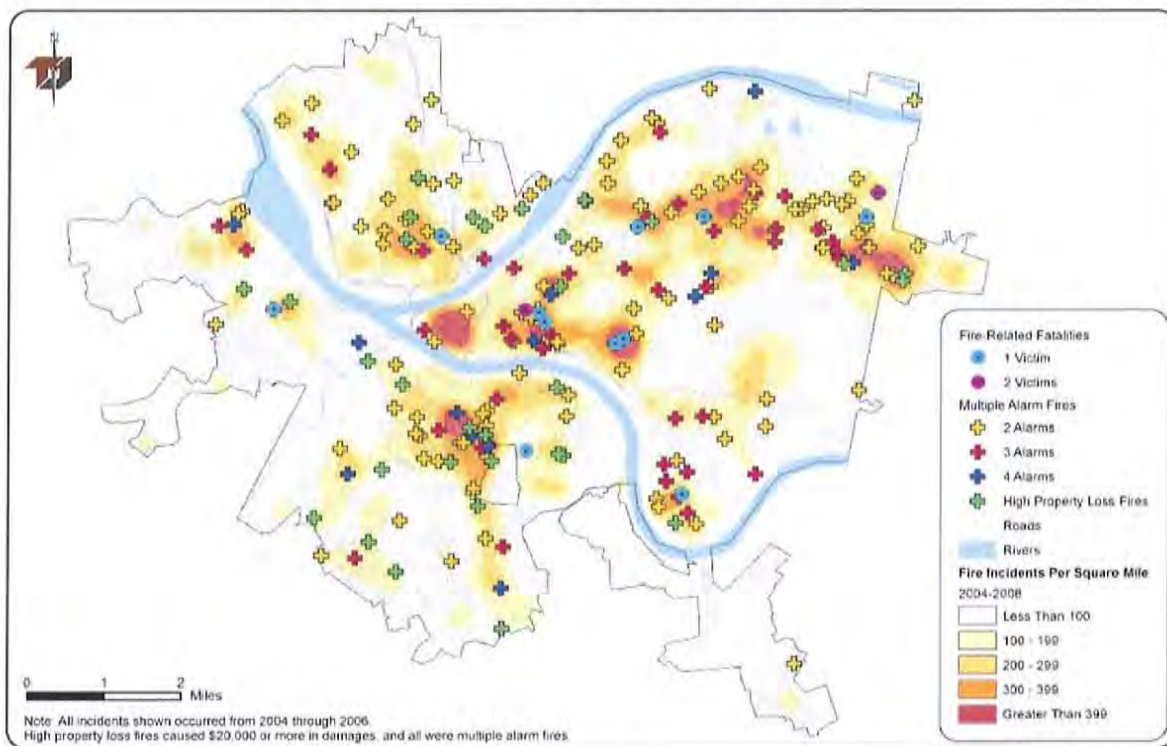 N
Fire-Related Fatalities
1 Victim
2 Victims
Multiple Alarm Fires
2 Alarms
3 Alarms
4 Alarms
High Property Loss Fires
Roads
Rivers
Fire Incidents Per Square Mile
2004-2006
Less Than 100
100 - 199
200 - 299
300 - 399
Greater Than 399
0 1 2
Miles
Note: All incidents shown occurred from 2004 through 2006.
High property loss fires caused $20,000 or more in damages, and all were multiple alarm fires.